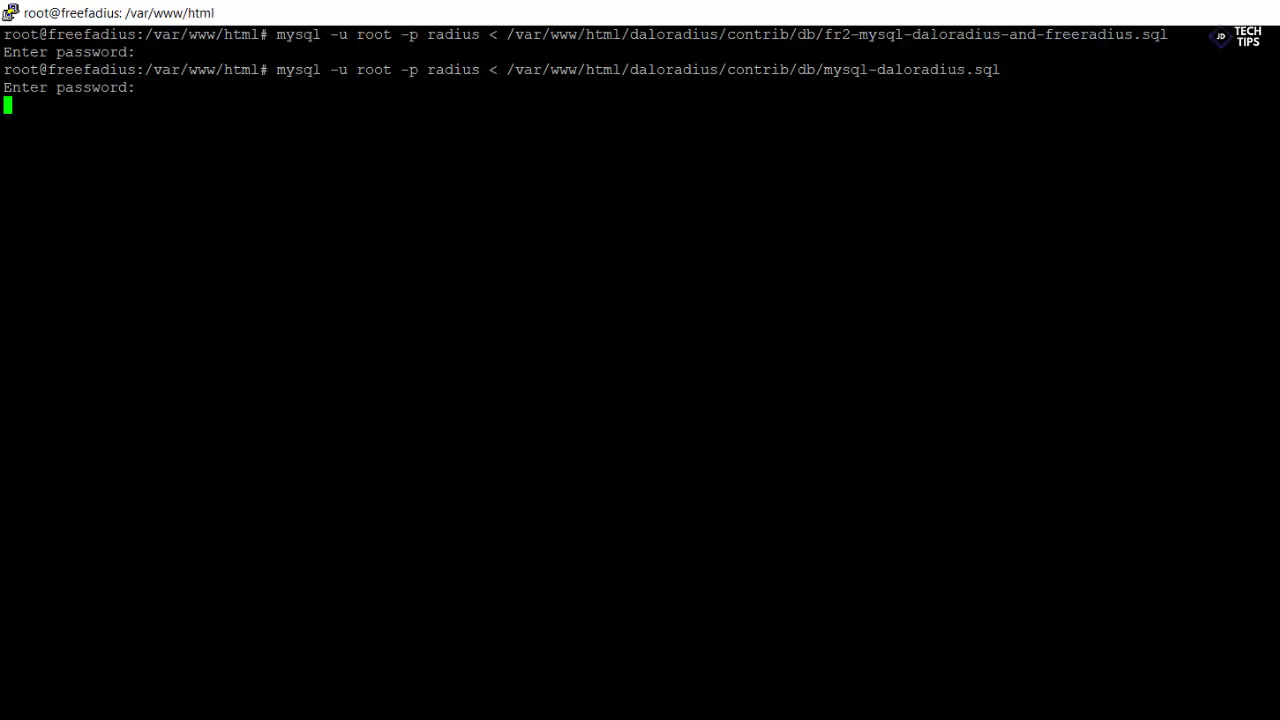 root@freefadius: /var/www/html
root@freefadius:/var/www/html# mysql -u root -p radius < /var/www/html/daloradius/contrib/db/fr2-mysql-daloradius-and-freeradius.sql
Enter password:
root@freefadius:/var/www/html# mysql -u root -p radius < /var/www/html/daloradius/contrib/db/mysql-daloradius.sql
Enter password:
JD TECH
TIPS